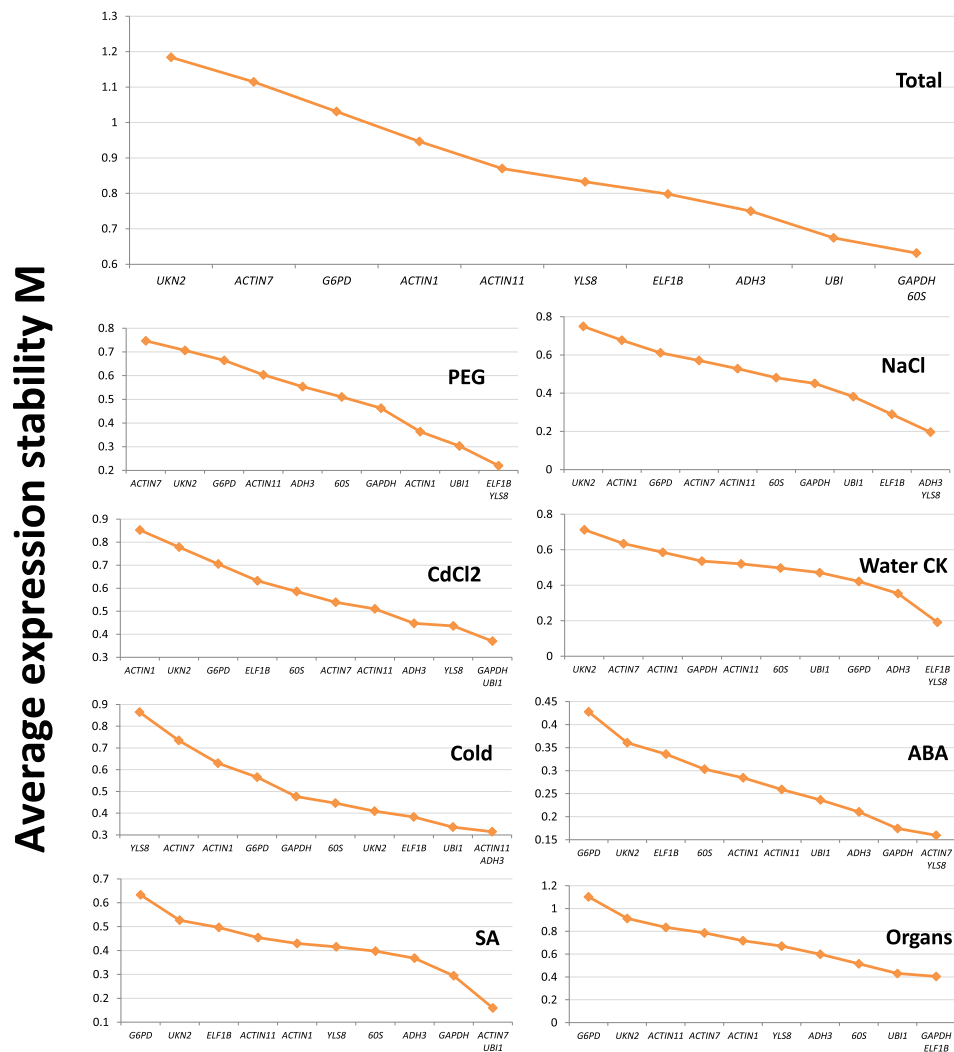 Average expression stability M
1.3
1.2
1.1
1
0.9
0.8
0.7
0.6
Total
UKN2 ACTIN7 G6PD ACTIN1 ACTIN11 YLS8 ELF1B ADH3 UBI GAPDH
60S
0.8
0.7
0.6
0.5
0.4
0.3
0.2
PEG
ACTIN7 UKN2 G6PD ACTIN11 ADH3 60S GAPDH ACTIN1 UBI1 ELF1B
YLS8
0.8
0.6
0.4
0.2
0
NaCl
UKN2 ACTIN1 G6PD ACTIN7 ACTIN11 60S GAPDH UBI1 ELF1B ADH3
YLS8
0.9
0.8
0.7
0.6
0.5
0.4
0.3
CdCl2
ACTIN1 UKN2 G6PD ELF1B 60S ACTIN7 ACTIN11 ADH3 YLS8 GAPDH
UBI1
0.8
0.6
0.4
0.2
0
Water CK
UKN2 ACTIN7 ACTIN1 GAPDH ACTIN11 60S UBI1 G6PD ADH3 ELF1B
YLS8
0.9
0.8
0.7
0.6
0.5
0.4
0.3
Cold
YLS8 ACTIN7 ACTIN1 G6PD GAPDH 60S UKN2 ELF1B UBI1 ACTIN11
ADH3
0.45
0.4
0.35
0.3
0.25
0.2
0.15
ABA
G6PD UKN2 ELF1B 60S ACTIN1 ACTIN11 UBI1 ADH3 GAPDH ACTIN7
YLS8
0.7
0.6
0.5
0.4
0.3
0.2
0.1
SA
G6PD UKN2 ELF1B ACTIN11 ACTIN1 YLS8 60S ADH3 GAPDH ACTIN7
UBI1
1.2
1
0.8
0.6
0.4
0.2
0
Organs
G6PD UKN2 ACTIN11 ACTIN7 ACTIN1 YLS8 ADH3 60S UBI1 GAPDH
ELF1B